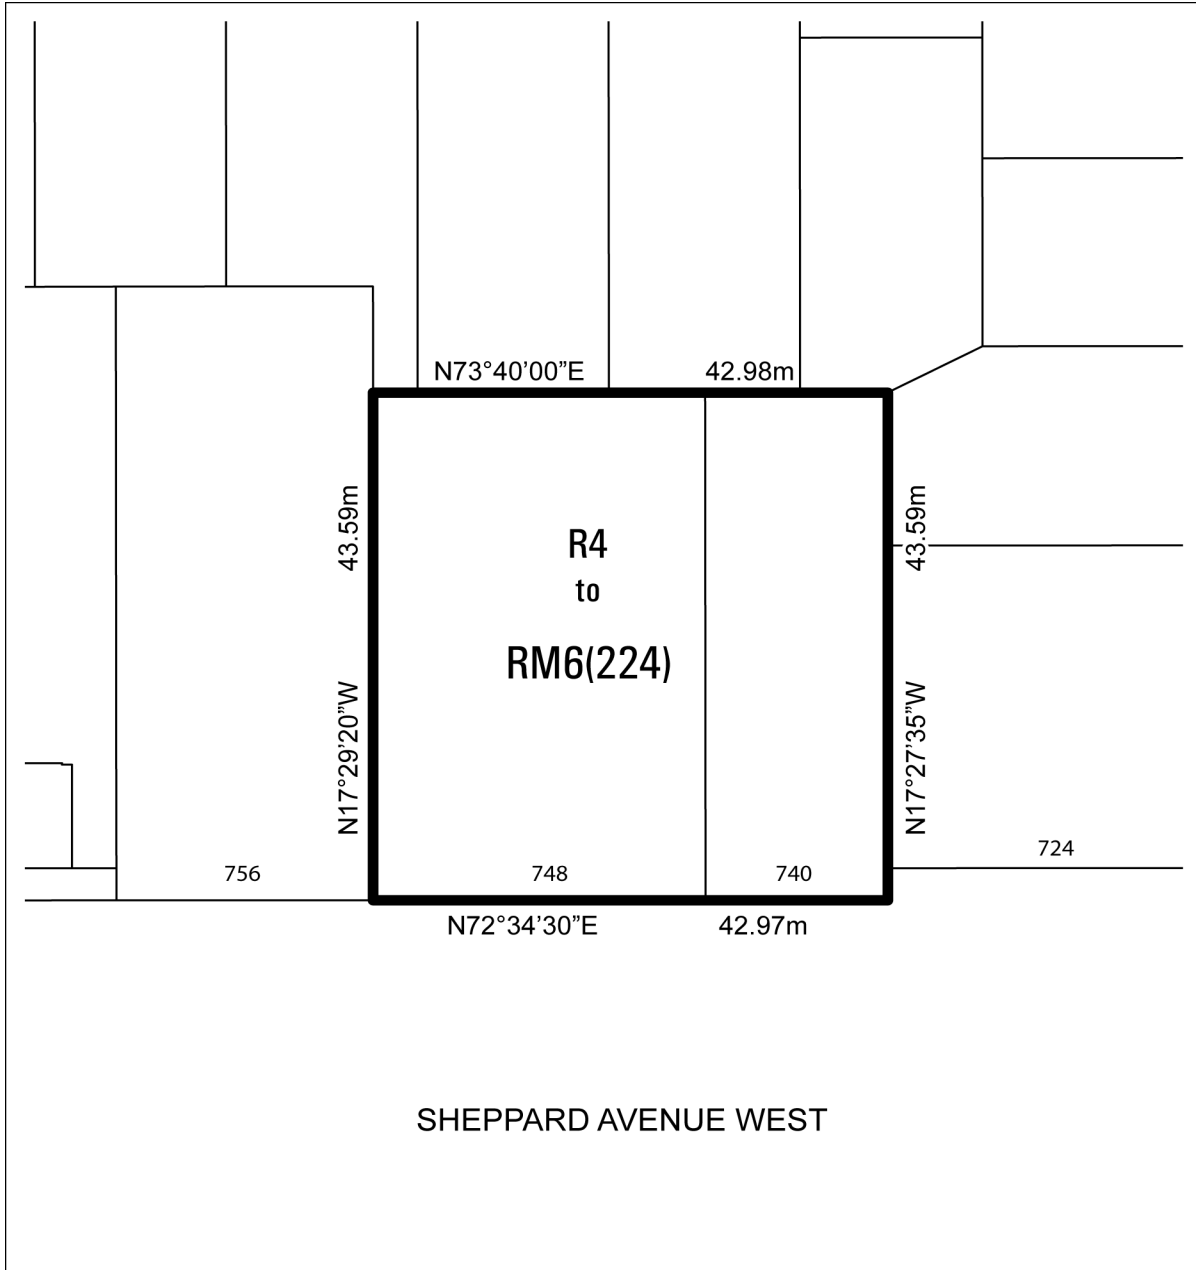 N73°40’00”E 42.98m
43.59m
43.59m
R4
to
RM6(224)
N17°29’20”W
N17°27’35”W
724
756 748 740
N72°34’30”E 42.97m
SHEPPARD AVENUE WEST